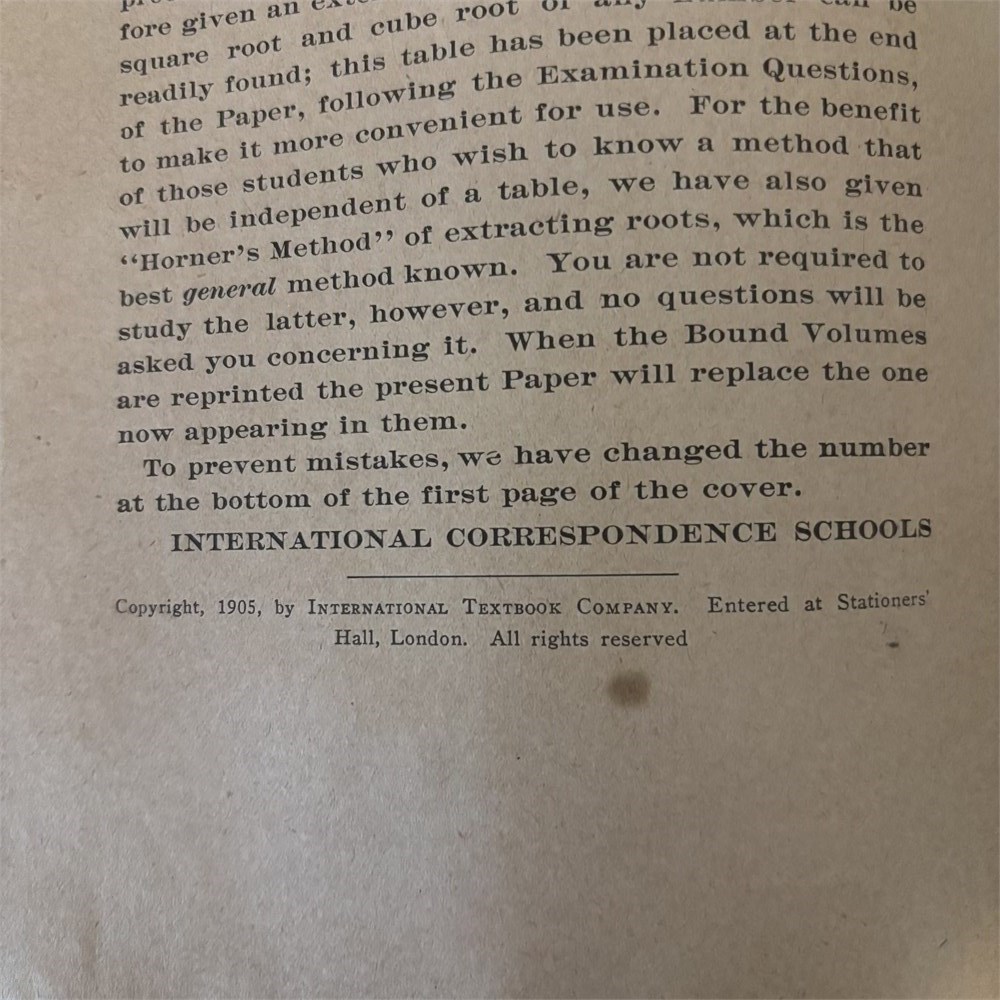 fore given an
square root and cube root of any can be
readily found; this table has been placed at the end
of the Paper, following the Examination Questions,
to make it more convenient for use. For the benefit
of those students who wish to know a method that
will be independent of a table, we have also given
“Horner’s Method” of extracting roots, which is the
best general method known. You are not required to
study the latter, however, and no questions will be
asked you concerning it. When the Bound Volumes
are reprinted the present Paper will replace the one
now appearing in them.
To prevent mistakes, we have changed the number
at the bottom of the first page of the cover.
INTERNATIONAL CORRESPONDENCE SCHOOLS
Copyright, 1905, by INTERNATIONAL TEXTBOOK COMPANY. Entered at Stationers'
Hall, London. All rights reserved